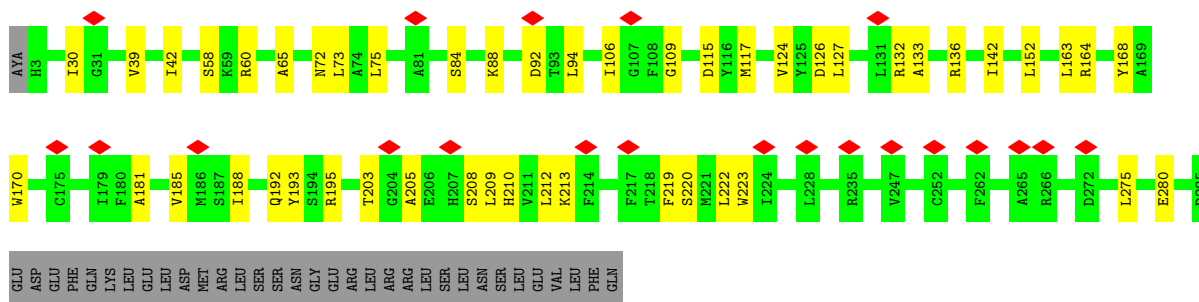 AYA H3 I30 G31 V39 I42 S58 K59 R60 A65 N72 L73 A74 L75 A81 S84 K88 D92 T93 L94 I106 G107 F108 G109 D115 Y116 M117 V124 Y125 D126 L127 L131 R132 A133 R136 I142 L152 L163 R164 Y168 A169
W170 C175 I179 F180 A181 V185 M186 S187 I188 Q192 Y193 S194 R195 T203 G204 A205 E206 H207 S208 L209 H210 V211 L212 K213 F214 F217 T218 F219 S220 M221 L222 W223 I224 L228 R235 V247 C252 F262 A265 R266 D272 L275 E280
GLU ASP GLU PHE GLN LYS LEU GLU LEU ASP MET ARG LEU SER SER ASN GLY GLU ARG LEU ARG ARG LEU SER LEU ASN SER LEU GLU VAL LEU PHE GLN